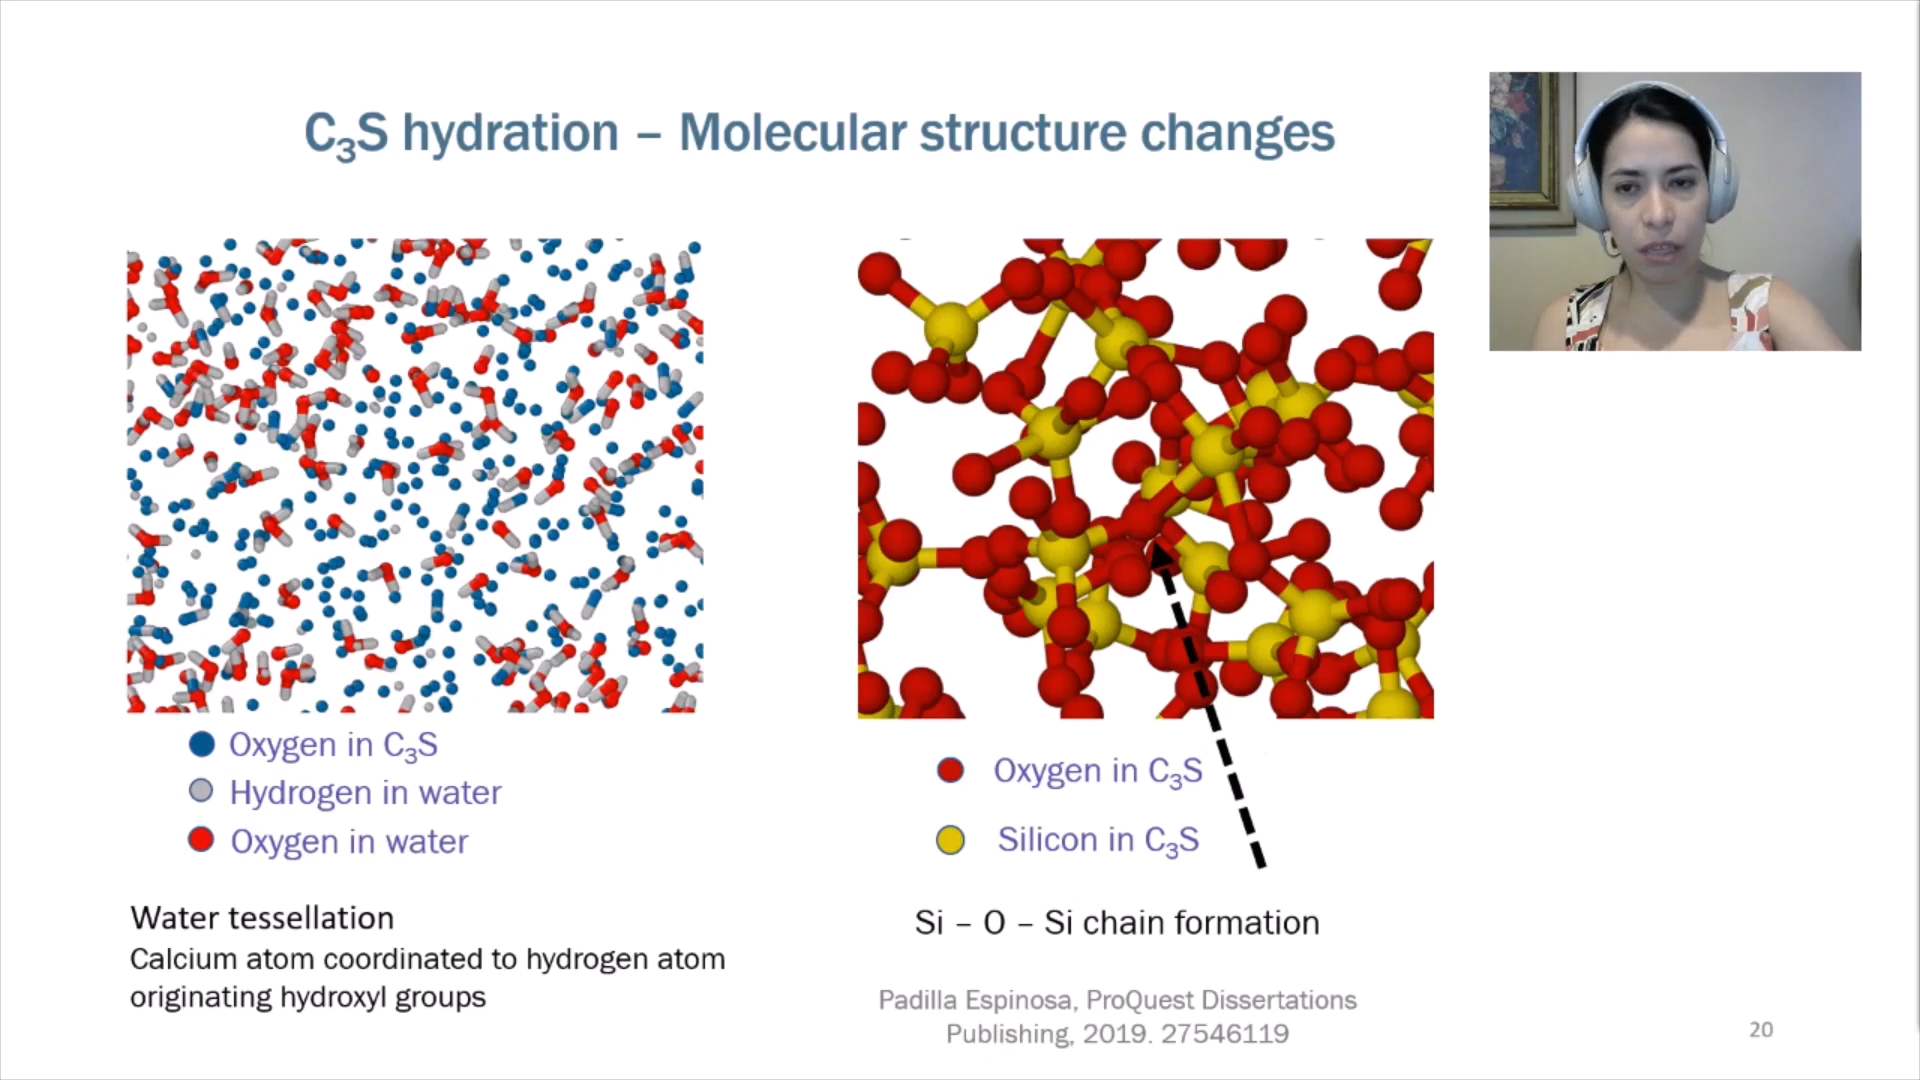 C₃S hydration – Molecular structure changes
Oxygen in C₃S
Hydrogen in water
Oxygen in water
Water tessellation
Calcium atom coordinated to hydrogen atom
originating hydroxyl groups
Oxygen in C₃S
Silicon in C₃S
Si – O – Si chain formation
Padilla Espinosa, ProQuest Dissertations
Publishing, 2019. 27546119
20